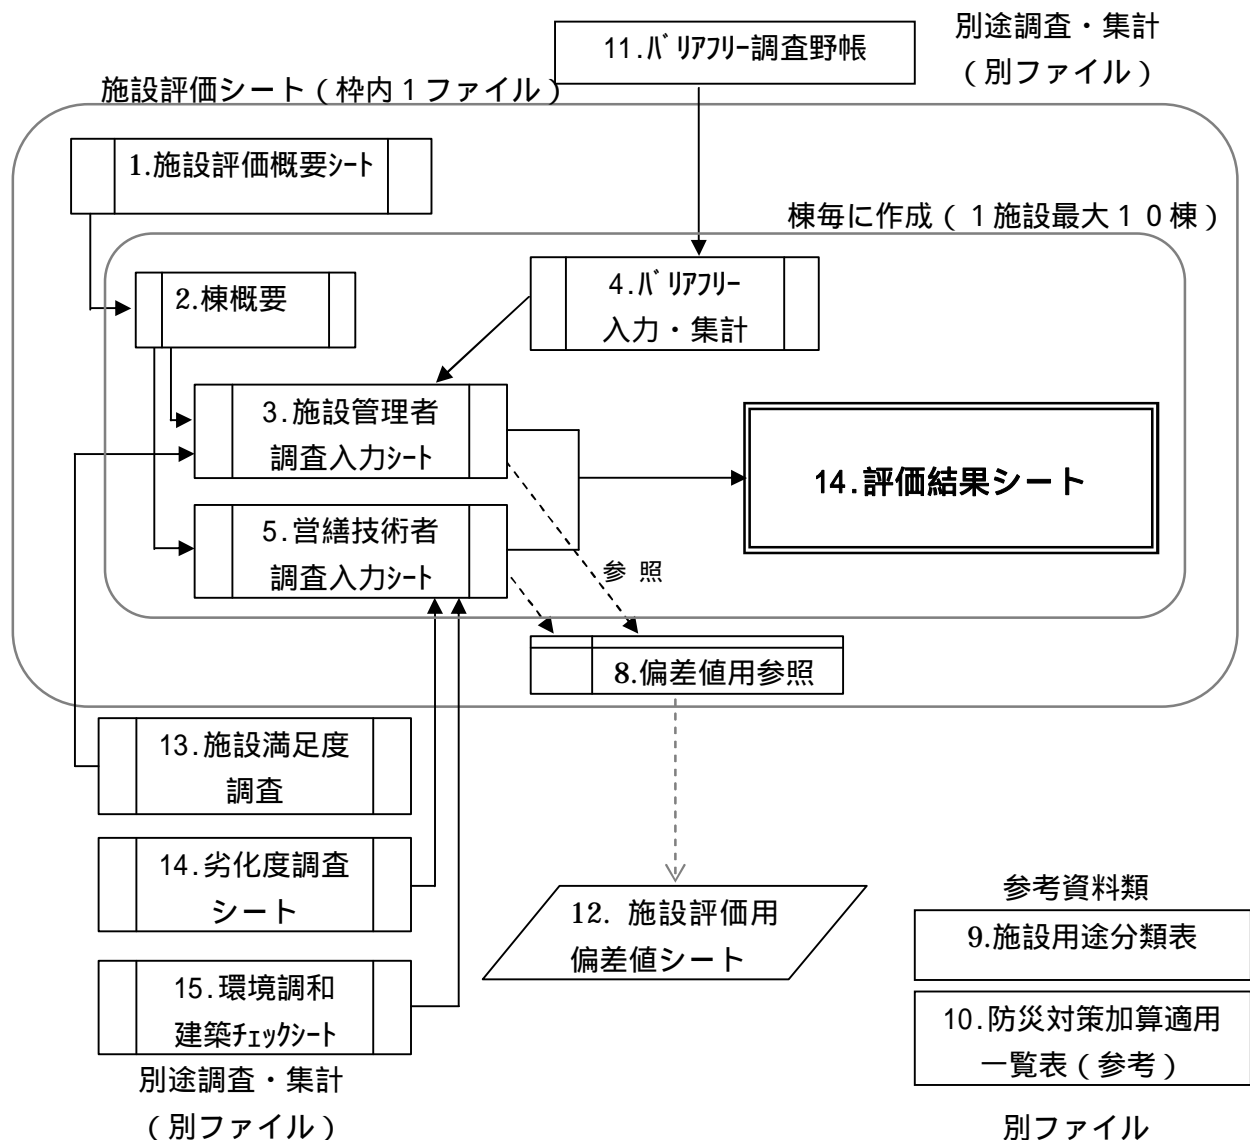 11.ﾊﾞﾘｱﾌﾘｰ調査野帳
別途調査・集計
(別ファイル)
施設評価シート(枠内1ファイル)
1.施設評価概要ｼｰﾄ
棟毎に作成(1施設最大10棟)
2.棟概要
4.ﾊﾞﾘｱﾌﾘｰ
入力・集計
3.施設管理者
調査入力ｼｰﾄ
14.評価結果シート
5.営繕技術者
調査入力ｼｰﾄ
参 照
8.偏差値用参照
13.施設満足度
調査
14.劣化度調査
シート
12. 施設評価用
偏差値シート
参考資料類
9.施設用途分類表
15.環境調和
建築ﾁｪｯｸｼｰﾄ
10.防災対策加算適用
一覧表(参考)
別途調査・集計
(別ファイル)
別ファイル